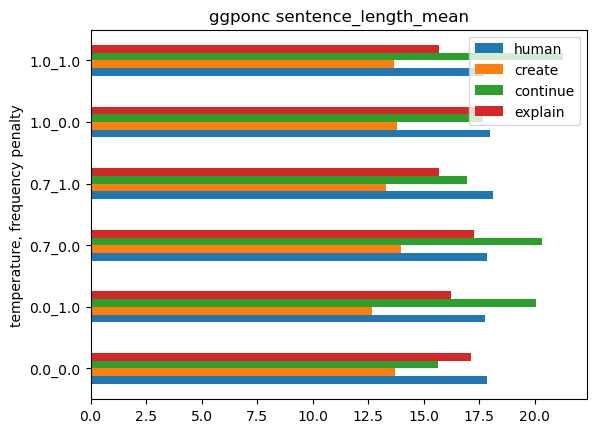 ggponc sentence_length_mean
human
create
continue
explain
temperature, frequency penalty
1.0_1.0
1.0_0.0
0.7_1.0
0.7_0.0
0.0_1.0
0.0_0.0
0.0 2.5 5.0 7.5 10.0 12.5 15.0 17.5 20.0